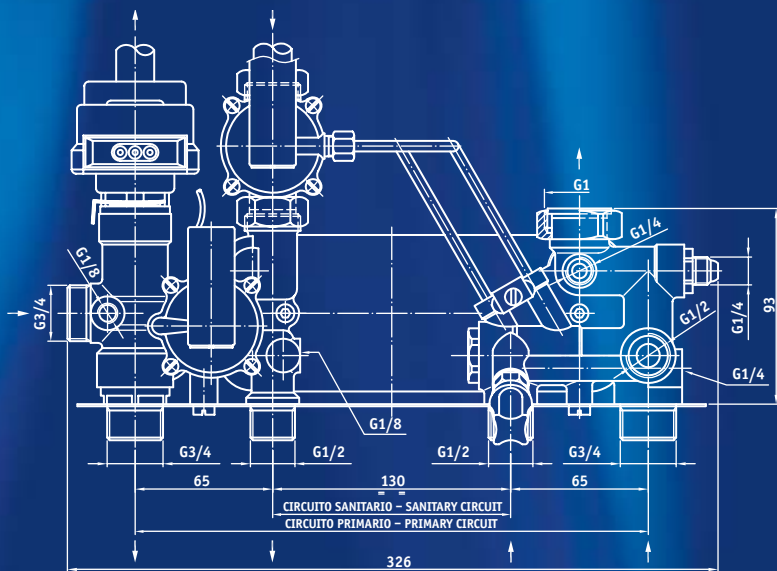 G1
G1/4
G1/8
G3/4
G1/4
93
G1/2
G1/4
G1/8
G3/4
G1/2
G1/2
G3/4
65
130
65
= =
CIRCUITO SANITARIO – SANITARY CIRCUIT
CIRCUITO PRIMARIO – PRIMARY CIRCUIT
326